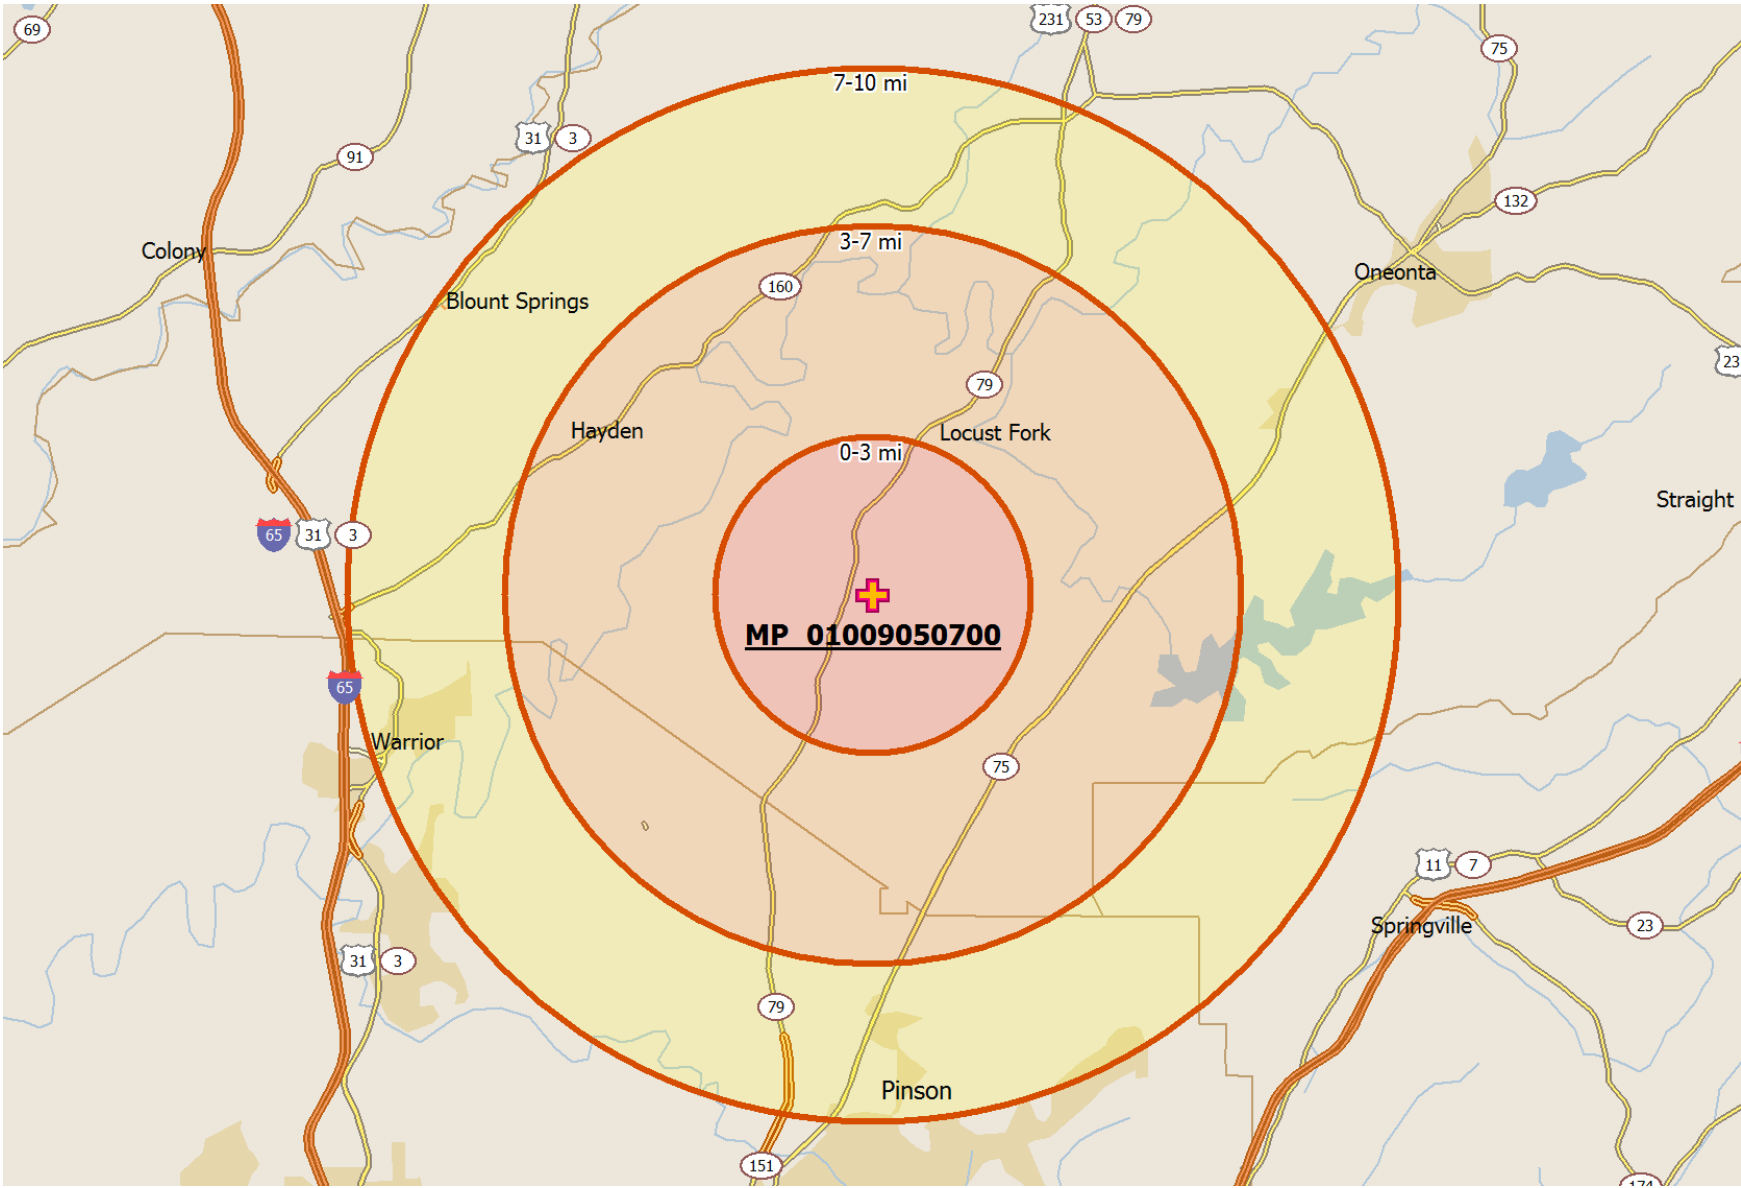 231 53 79
69
75
7-10 mi
31 3
91
132
3-7 mi
Colony
Oneonta
160
Blount Springs
23
79
Hayden
Locust Fork
0-3 mi
Straight
65 31 3
MP_01009050700
65
Warrior
75
11 7
Springville
23
31 3
79
Pinson
151
174